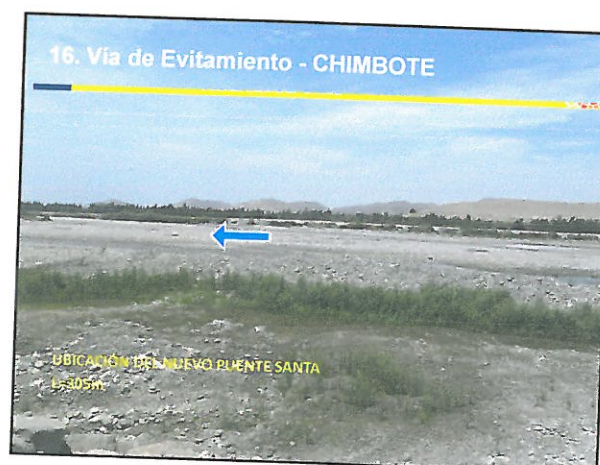 16. Vía de Evitamiento - CHIMBOTE
UBICACIÓN DEL NUEVO PUENTE SANTA
L=305m